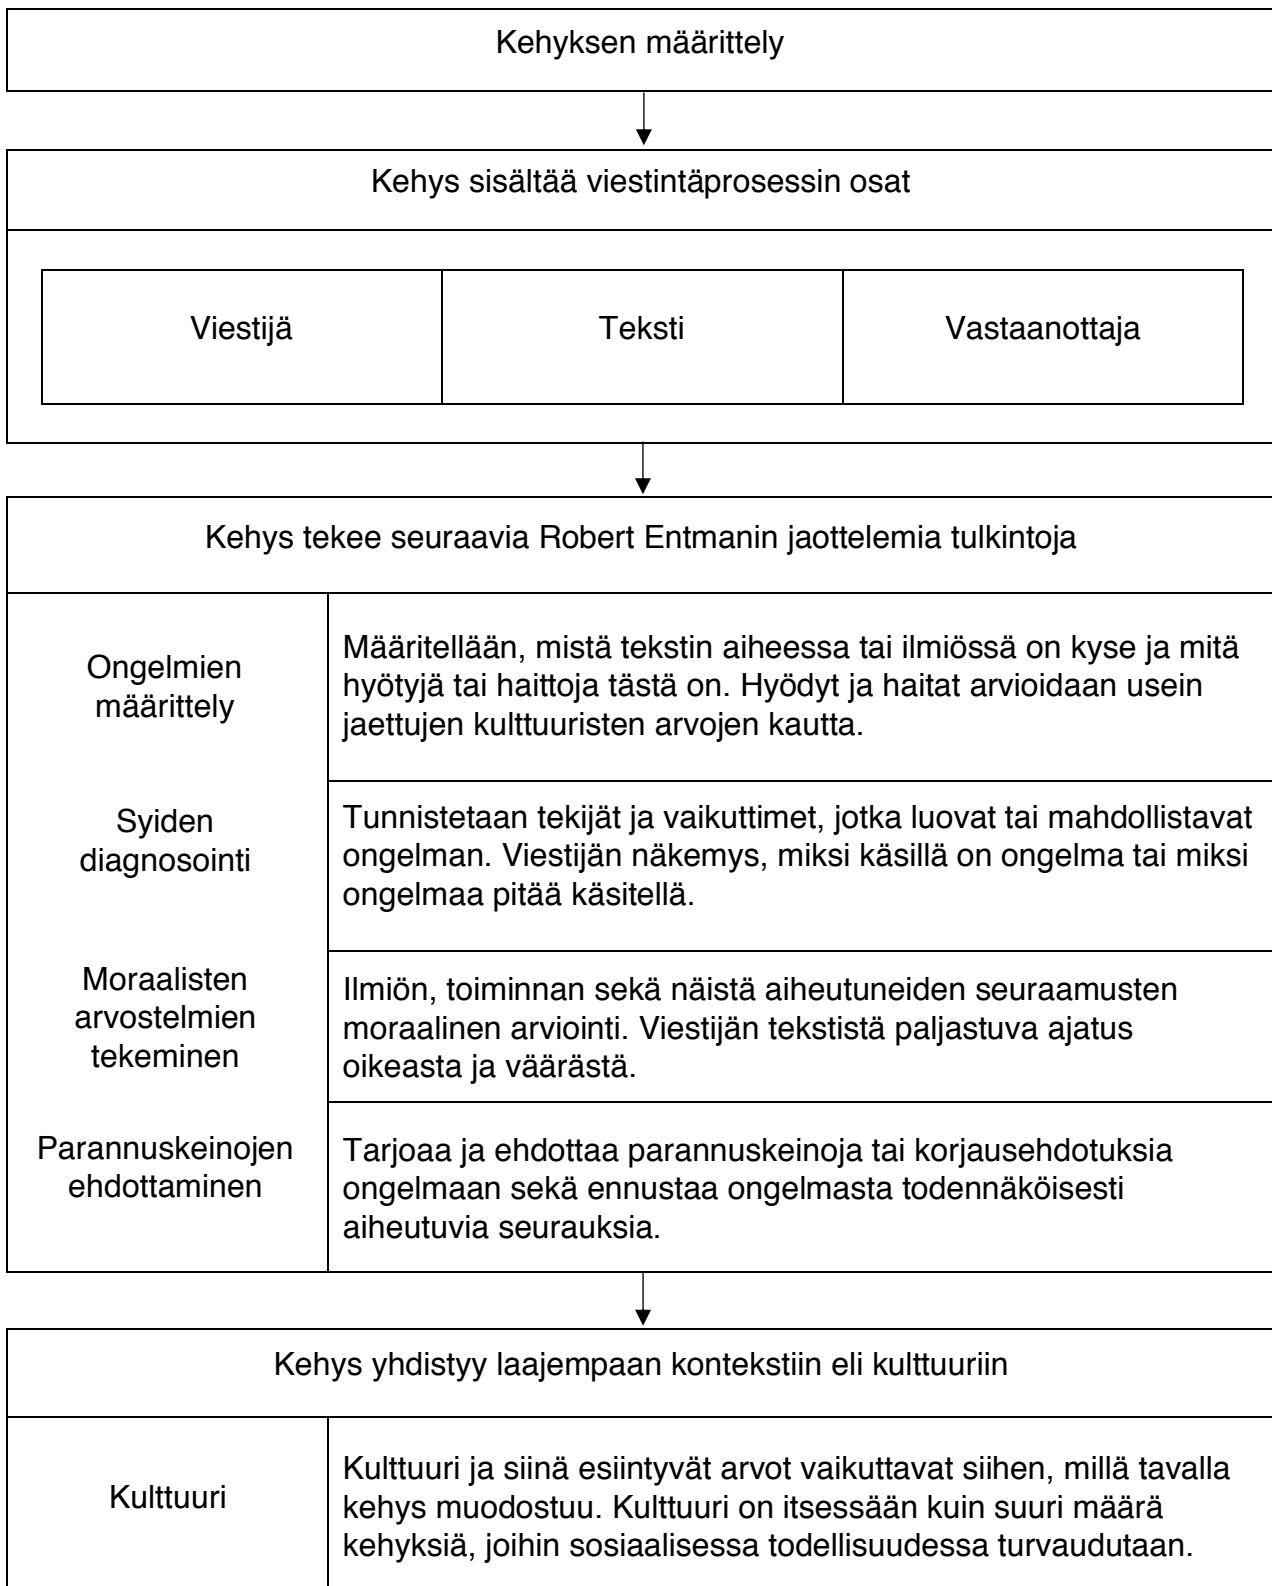 Kehyksen määrittely
Kehys sisältää viestintäprosessin osat
Viestijä
Teksti
Vastaanottaja
Kehys tekee seuraavia Robert Entmanin jaottelemia tulkintoja
Ongelmien
määrittely
Määritellään, mistä tekstin aiheessa tai ilmiössä on kyse ja mitä
hyötyjä tai haittoja tästä on. Hyödyt ja haitat arvioidaan usein
jaettujen kulttuuristen arvojen kautta.
Syiden
diagnosointi
Tunnistetaan tekijät ja vaikuttimet, jotka luovat tai mahdollistavat
ongelman. Viestijän näkemys, miksi käsillä on ongelma tai miksi
ongelmaa pitää käsitellä.
Moraalisten
arvostelmien
tekeminen
Ilmiön, toiminnan sekä näistä aiheutuneiden seuraamusten
moraalinen arviointi. Viestijän tekstistä paljastuva ajatus
oikeasta ja väärästä.
Parannuskeinojen
ehdottaminen
Tarjoaa ja ehdottaa parannuskeinoja tai korjausehdotuksia
ongelmaan sekä ennustaa ongelmasta todennäköisesti
aiheutuvia seurauksia.
Kehys yhdistyy laajempaan kontekstiin eli kulttuuriin
Kulttuuri
Kulttuuri ja siinä esiintyvät arvot vaikuttavat siihen, millä tavalla
kehys muodostuu. Kulttuuri on itsessään kuin suuri määrä
kehyksiä, joihin sosiaalisessa todellisuudessa turvaudutaan.